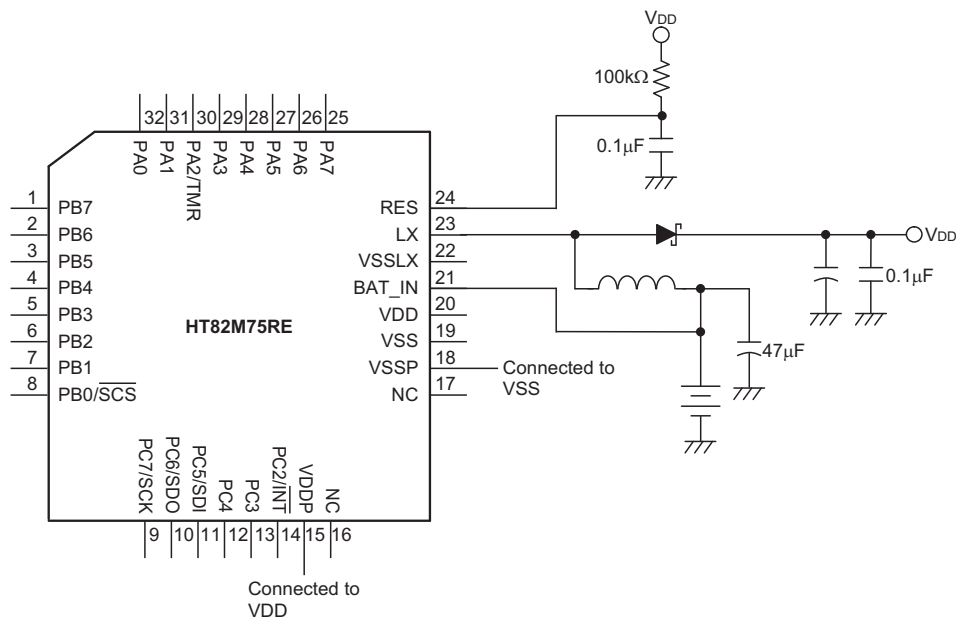 VDD
100kΩ
0.1μF
32 31 30 29 28 27 26 25
PA0
PA1
PA2/TMR
PA3
PA4
PA5
PA6
PA7
1 PB7
2 PB6
3 PB5
4 PB4
5 PB3
6 PB2
7 PB1
8 PB0/SCS
RES 24
LX 23
VSSLX 22
BAT_IN 21
VDD 20
VSS 19
VSSP 18
NC 17
HT82M75RE
VDD
0.1μF
47μF
Connected to
VSS
PC7/SCK
PC6/SDO
PC5/SDI
PC4
PC3
PC2/INT
VDDP
NC
9 10 11 12 13 14 15 16
Connected to
VDD